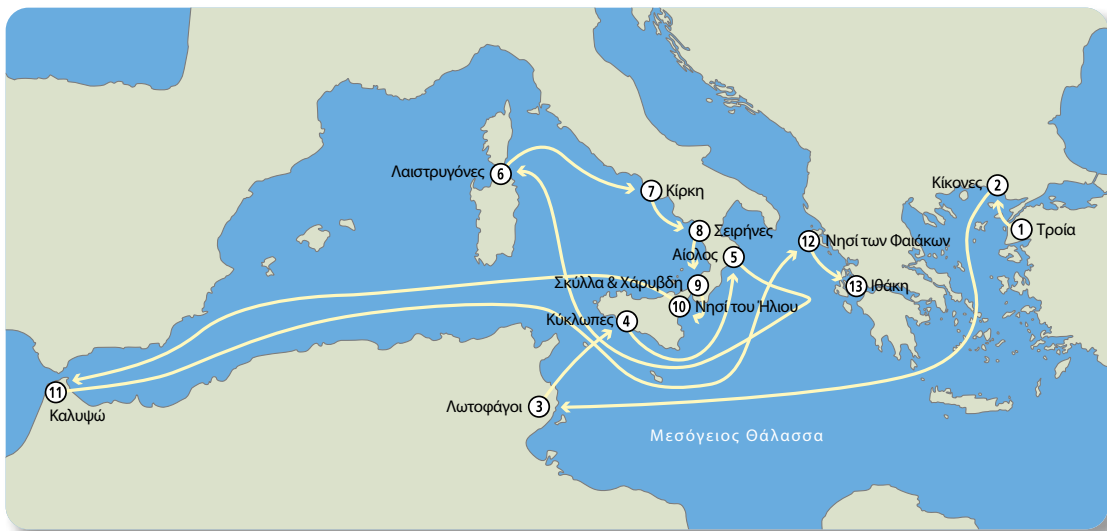 Λαιστρυγόνες 6
7 Κίρκη
Κίκονες 2
1 Τροία
8 Σειρήνες
12 Νησί των Φαιάκων
Αίολος 5
Σκύλλα & Χάρυβδή 9
13 Ιθάκη
10 Νησί του Ήλιου
Κύκλωπες 4
11
Καλυψώ
Λωτοφάγοι 3
Μεσόγειος Θάλασσα